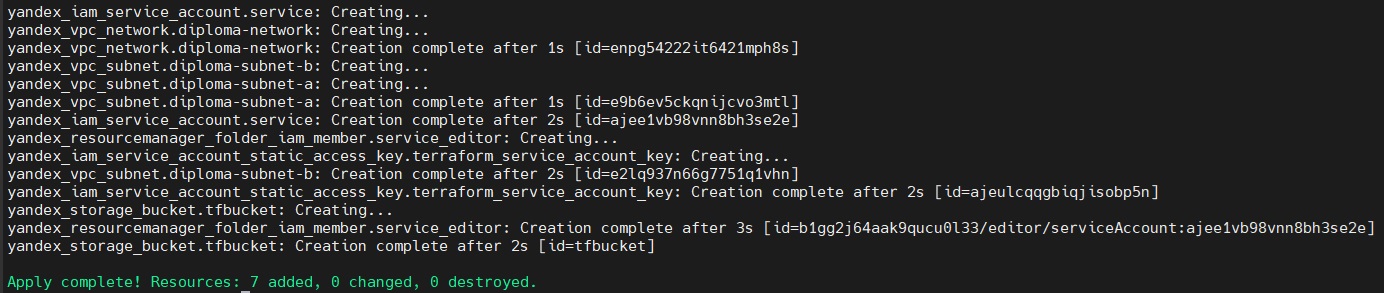 yandex_iam_service_account.service: Creating...
yandex_vpc_network.diploma-network: Creating...
yandex_vpc_network.diploma-network: Creation complete after 1s [id=enpg54222it6421mph8s]
yandex_vpc_subnet.diploma-subnet-b: Creating...
yandex_vpc_subnet.diploma-subnet-a: Creating...
yandex_vpc_subnet.diploma-subnet-a: Creation complete after 1s [id=e9b6ev5ckqnijcvo3mtl]
yandex_iam_service_account.service: Creation complete after 2s [id=ajee1vb98vnn8bh3se2e]
yandex_resourcemanager_folder_iam_member.service_editor: Creating...
yandex_iam_service_account_static_access_key.terraform_service_account_key: Creating...
yandex_vpc_subnet.diploma-subnet-b: Creation complete after 2s [id=e2lq937n66g7751q1vhn]
yandex_iam_service_account_static_access_key.terraform_service_account_key: Creation complete after 2s [id=ajeulcqqgbiqjisobp5n]
yandex_storage_bucket.tfbucket: Creating...
yandex_resourcemanager_folder_iam_member.service_editor: Creation complete after 3s [id=b1gg2j64aak9qucu0l33/editor/serviceAccount:ajee1vb98vnn8bh3se2e]
yandex_storage_bucket.tfbucket: Creation complete after 2s [id=tfbucket]
Apply complete! Resources: 7 added, 0 changed, 0 destroyed.